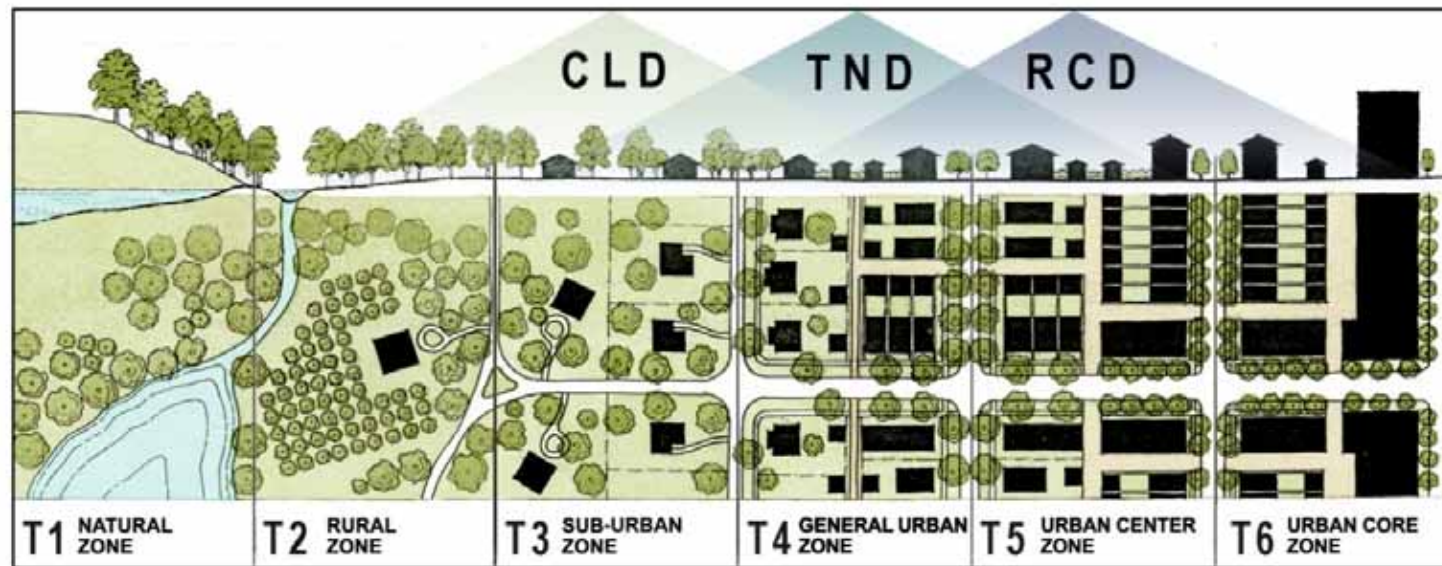 CLD
TND
RCD
T1 NATURAL
ZONE
T2 RURAL
ZONE
T3 SUB-URBAN
ZONE
T4 GENERAL URBAN
ZONE
T5 URBAN CENTER
ZONE
T6 URBAN CORE
ZONE